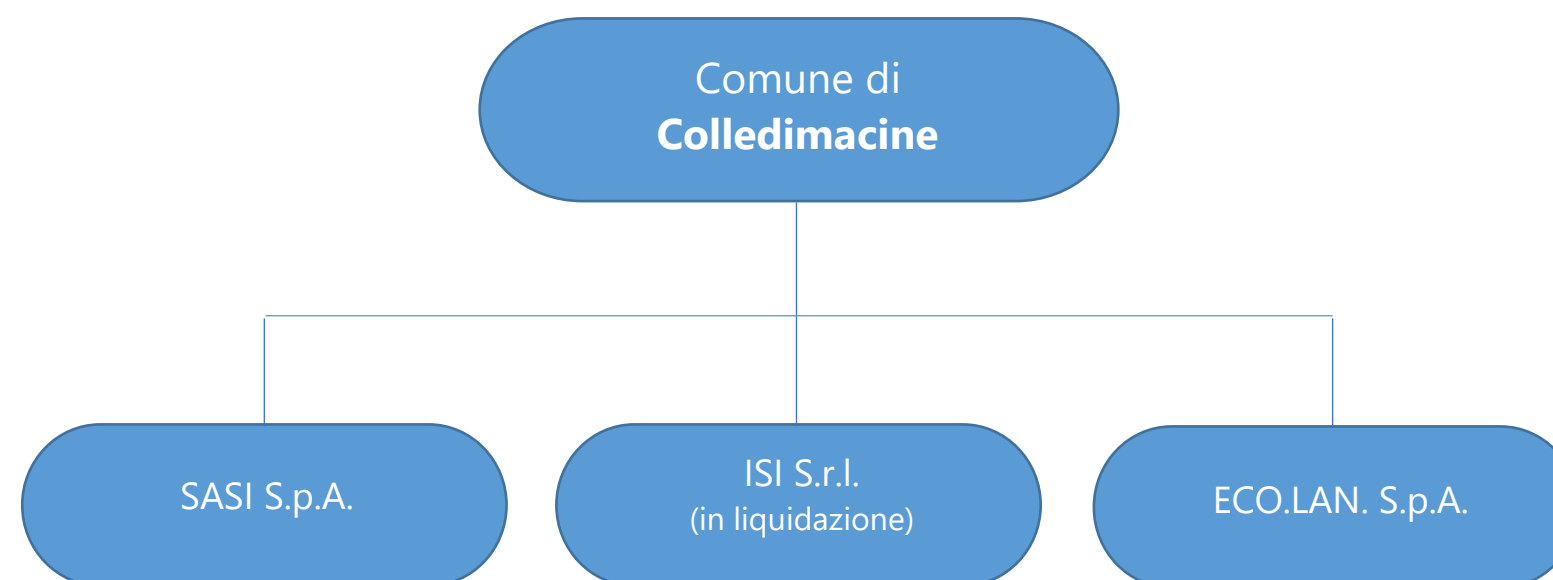 Comune di
Colledimacine
SASI S.p.A.
ISI S.r.l.
(in liquidazione)
ECO.LAN. S.p.A.